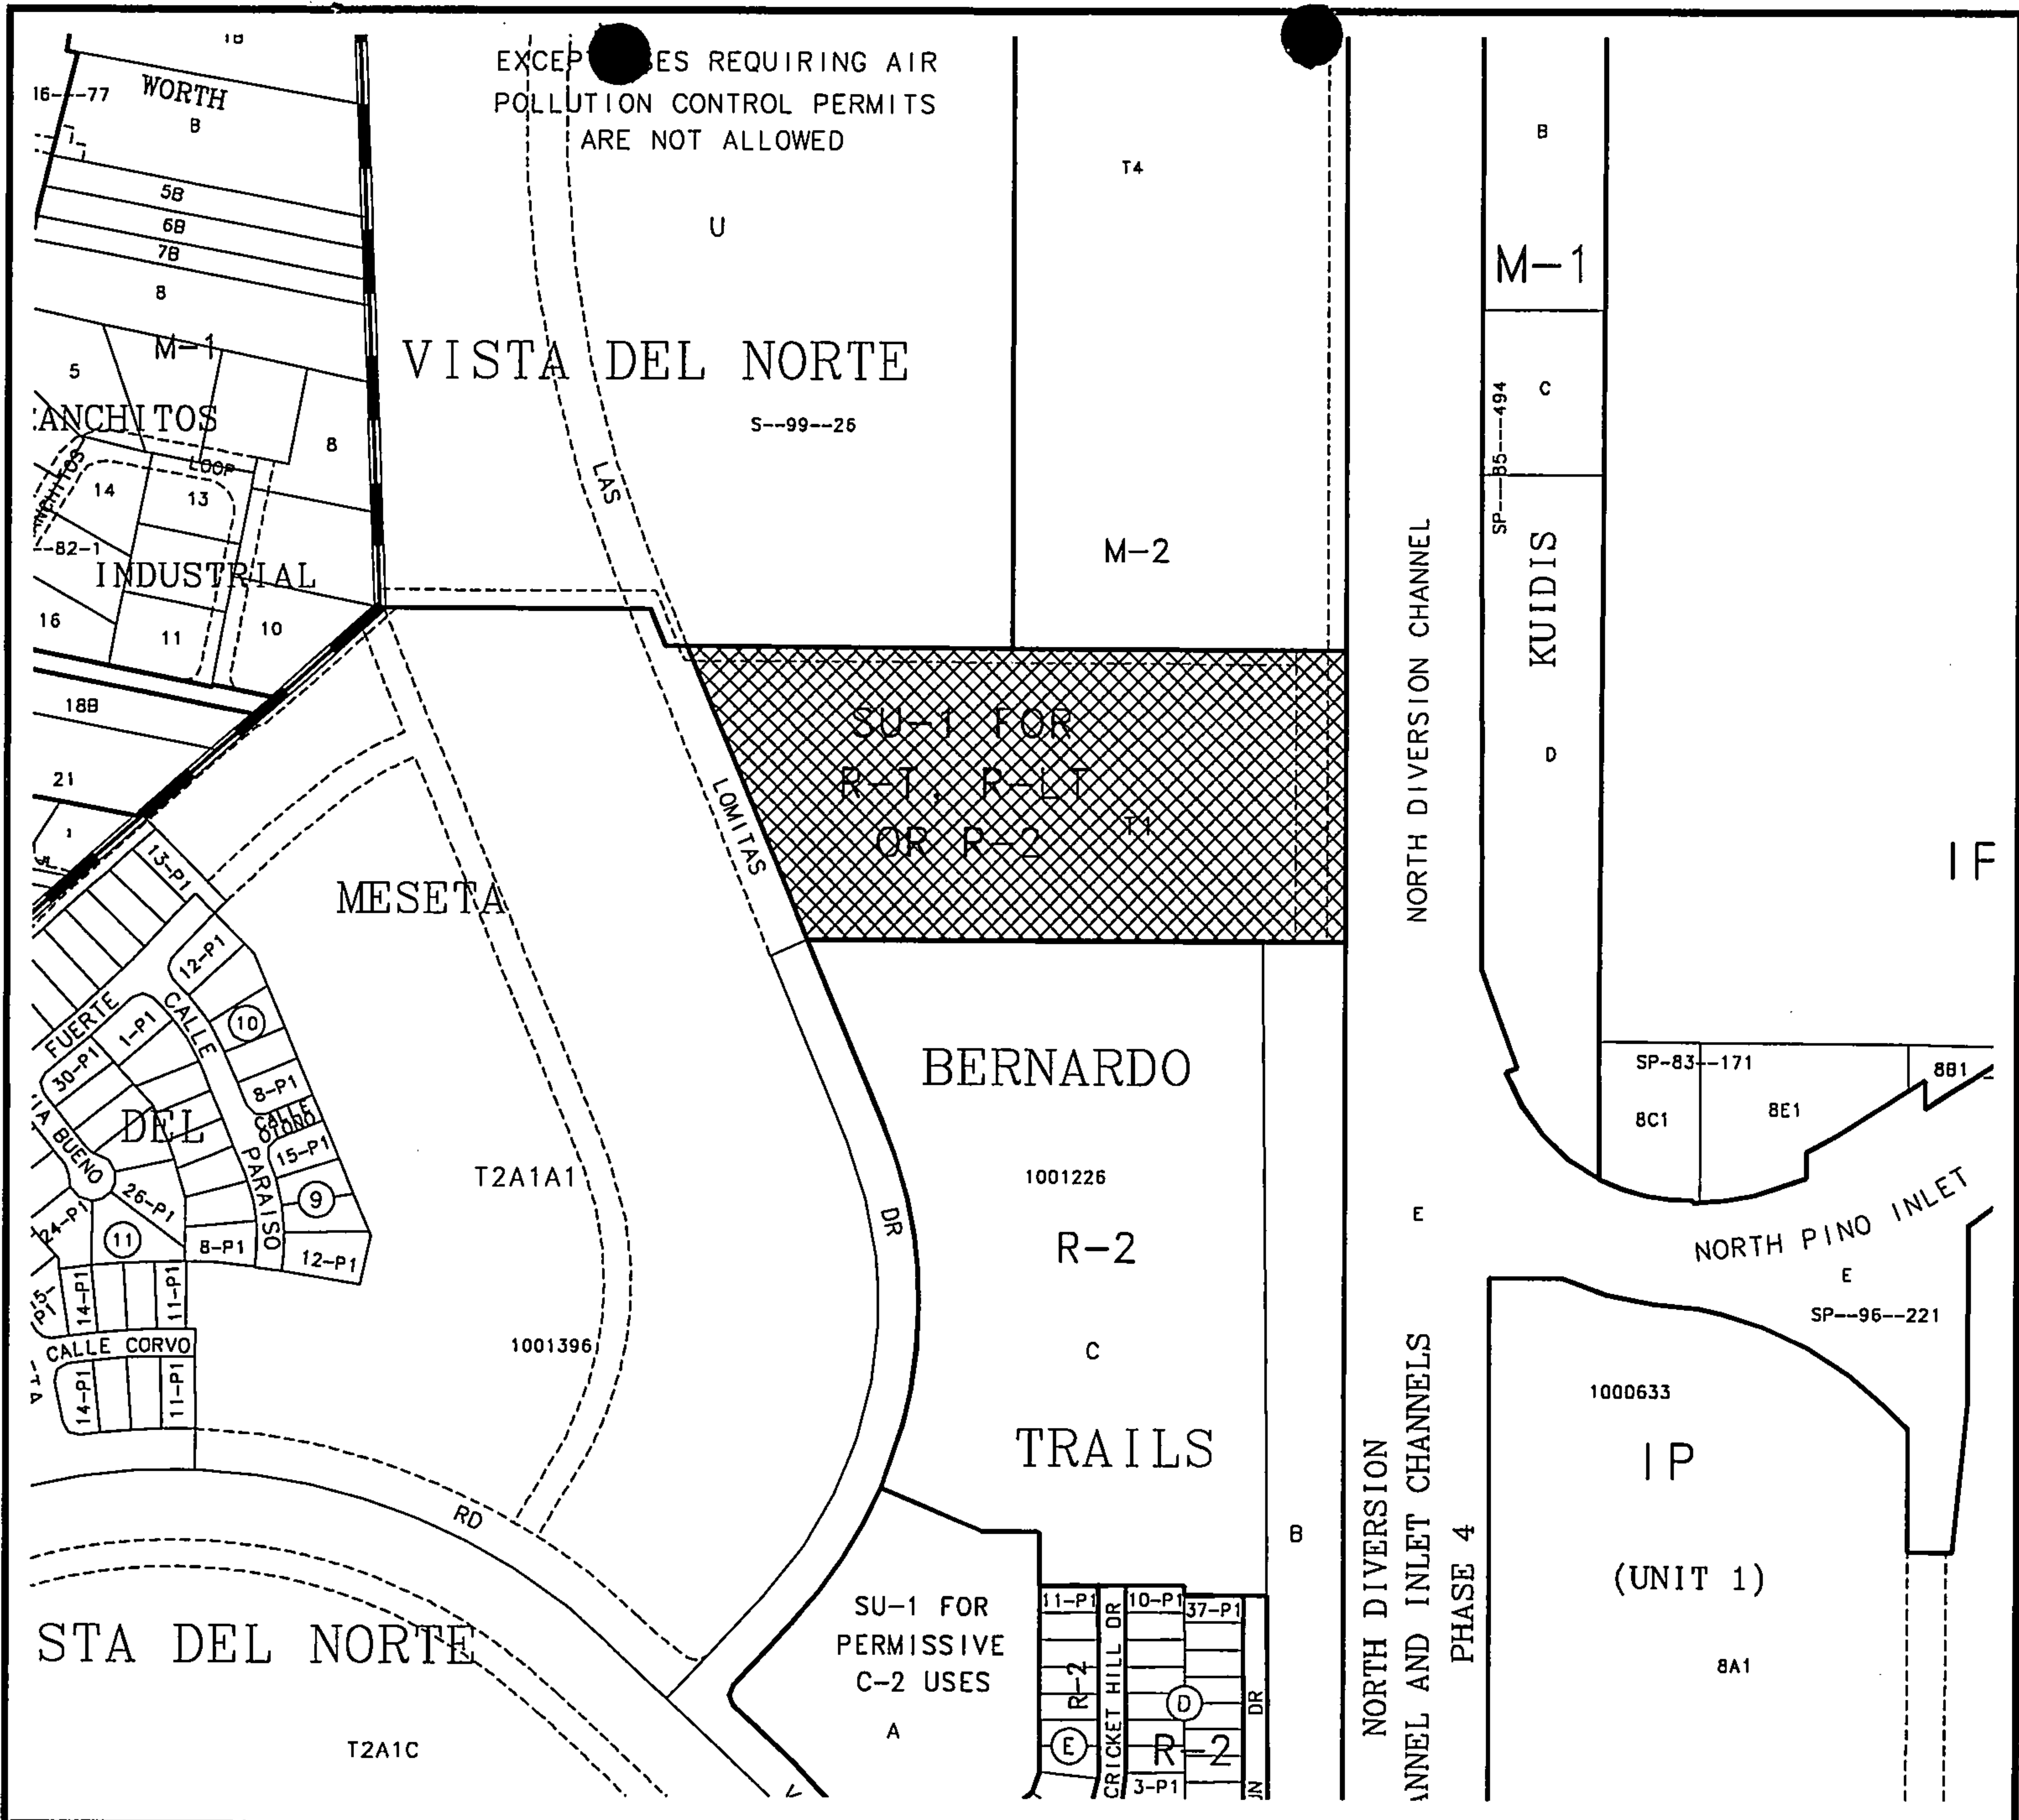 EXCEP ES REQUIRING AIR
POLLUTION CONTROL PERMITS
ARE NOT ALLOWED
16---77
WORTH
B
5B
6B
7B
8
M-1
5
ANCHITOS
LOOP
8
14
13
--82-1
INDUSTRIAL
16
11
10
18B
21
1
U
VISTA DEL NORTE
S--99--26
LAS
LOMITAS
DR
T4
M-2
SU-1 FOR
R-T, R-LT
OR R-2
T1
NORTH DIVERSION CHANNEL
B
M-1
C
SP---85---494
KUIDIS
D
IF
MESETA
DEL
13-P1
12-P1
10
FUERTE
CALLE
PARAISO
1-P1
30-P1
8-P1
CALLE
OTONO
15-P1
9
12-P1
IA BUENO
26-P1
24-P1
11
8-P1
15-
P1
14-P1
11-P1
CALLE CORVO
14-P1
11-P1
TA
T2A1A1
1001396
RD
STA DEL NORTE
T2A1C
BERNARDO
1001226
R-2
C
TRAILS
B
SU-1 FOR
PERMISSIVE
C-2 USES
A
11-P1
CRICKET HILL DR
10-P1
37-P1
R-2
D
E
R-2
3-P1
DR
E
NORTH DIVERSION
ANNEL AND INLET CHANNELS
PHASE 4
SP-83--171
8B1
8C1
8E1
NORTH PINO INLET
E
SP--96--221
1000633
IP
(UNIT 1)
8A1